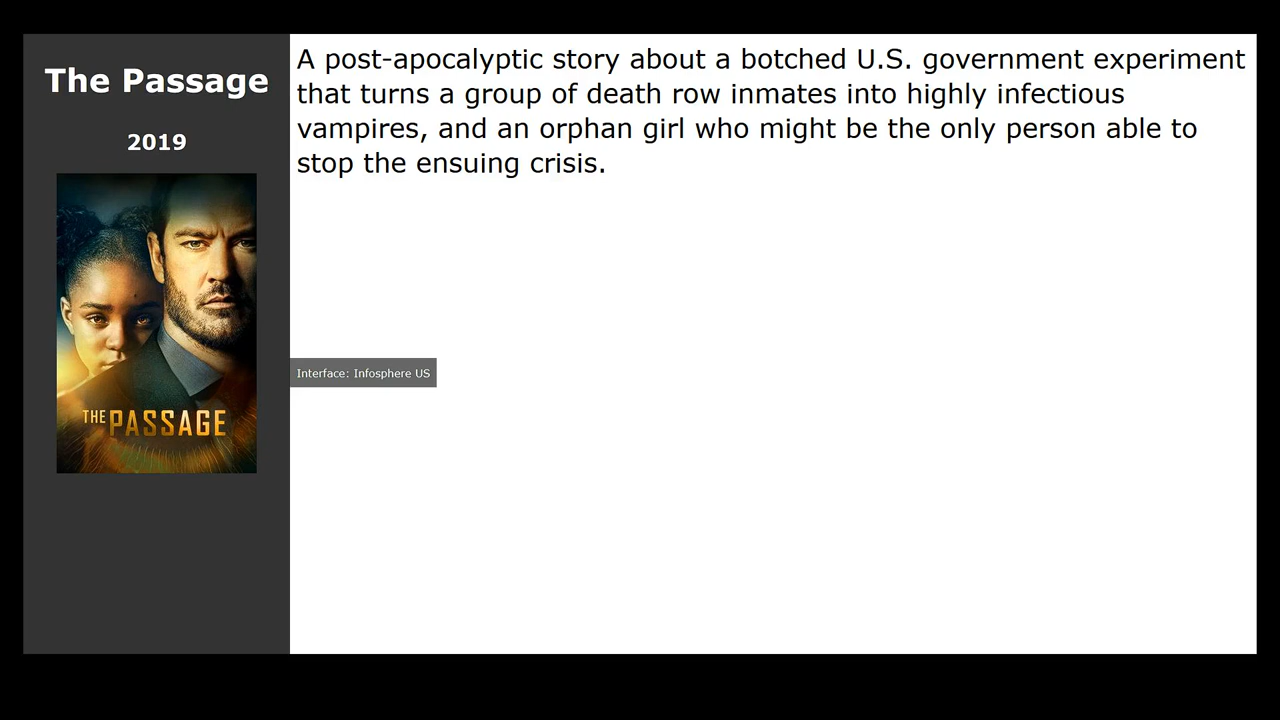 The Passage
2019
THE PASSAGE
A post-apocalyptic story about a botched U.S. government experiment
that turns a group of death row inmates into highly infectious
vampires, and an orphan girl who might be the only person able to
stop the ensuing crisis.
Interface: Infosphere US